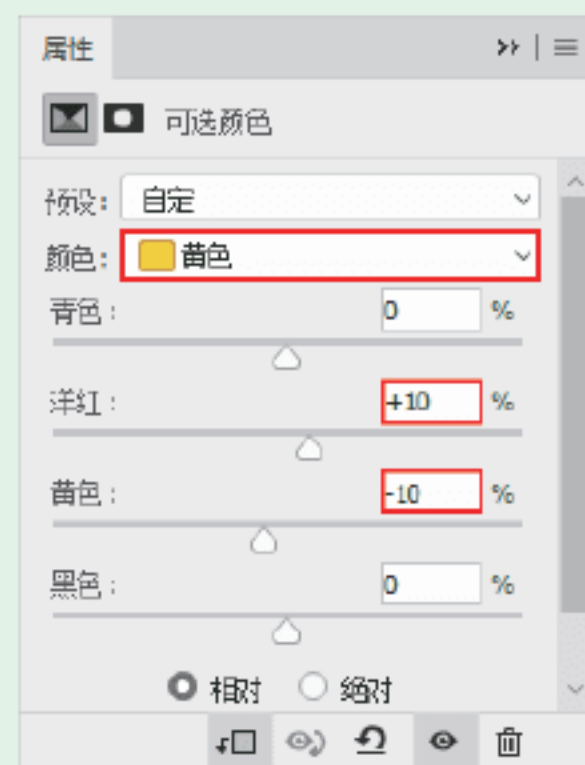 属性
可选颜色
预设: 自定
颜色: 黄色
青色: 0 %
洋红: +10 %
黄色: -10 %
黑色: 0 %
相对 绝对